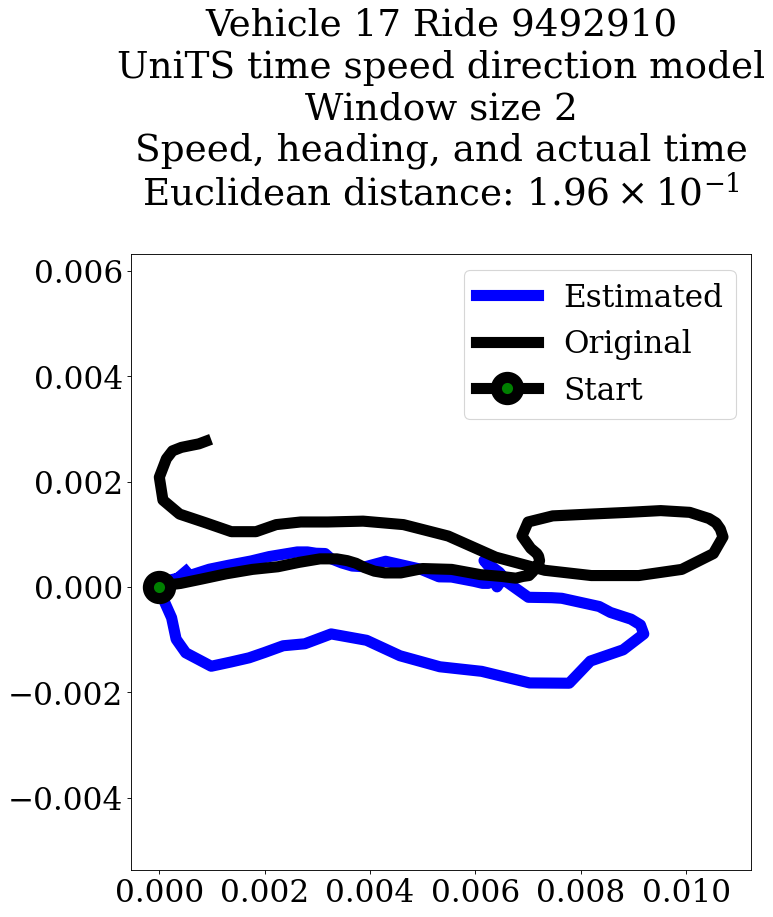 Vehicle 17 Ride 9492910
UniTS time speed direction model
Window size 2
Speed, heading, and actual time
Euclidean distance: 1.96 × 10⁻¹
0.006
0.004
0.002
0.000
−0.002
−0.004
Estimated
Original
Start
0.000 0.002 0.004 0.006 0.008 0.010